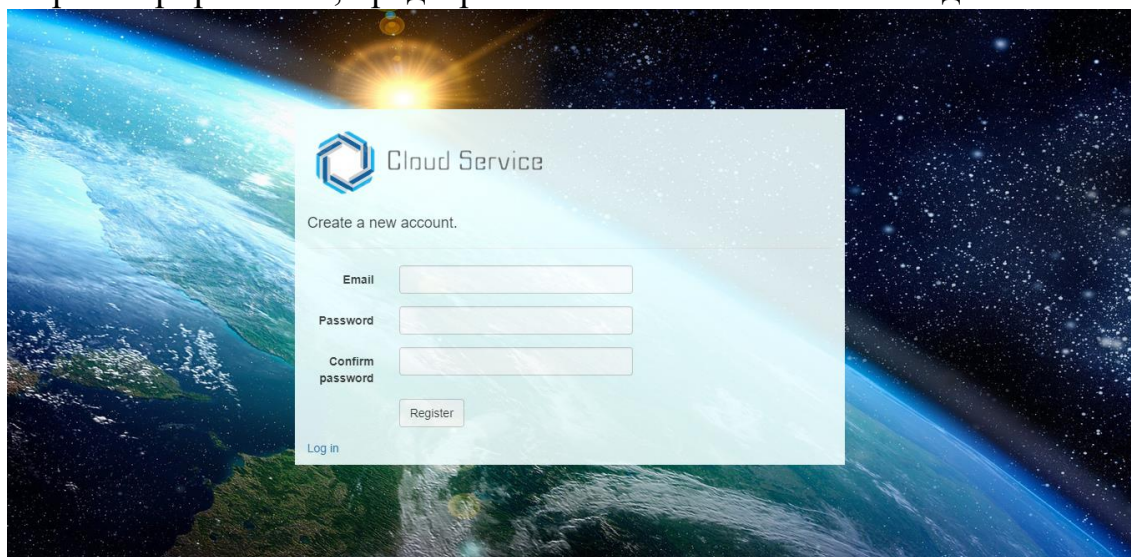 Cloud Service
Create a new account.
Email
Password
Confirm
password
Register
Log in